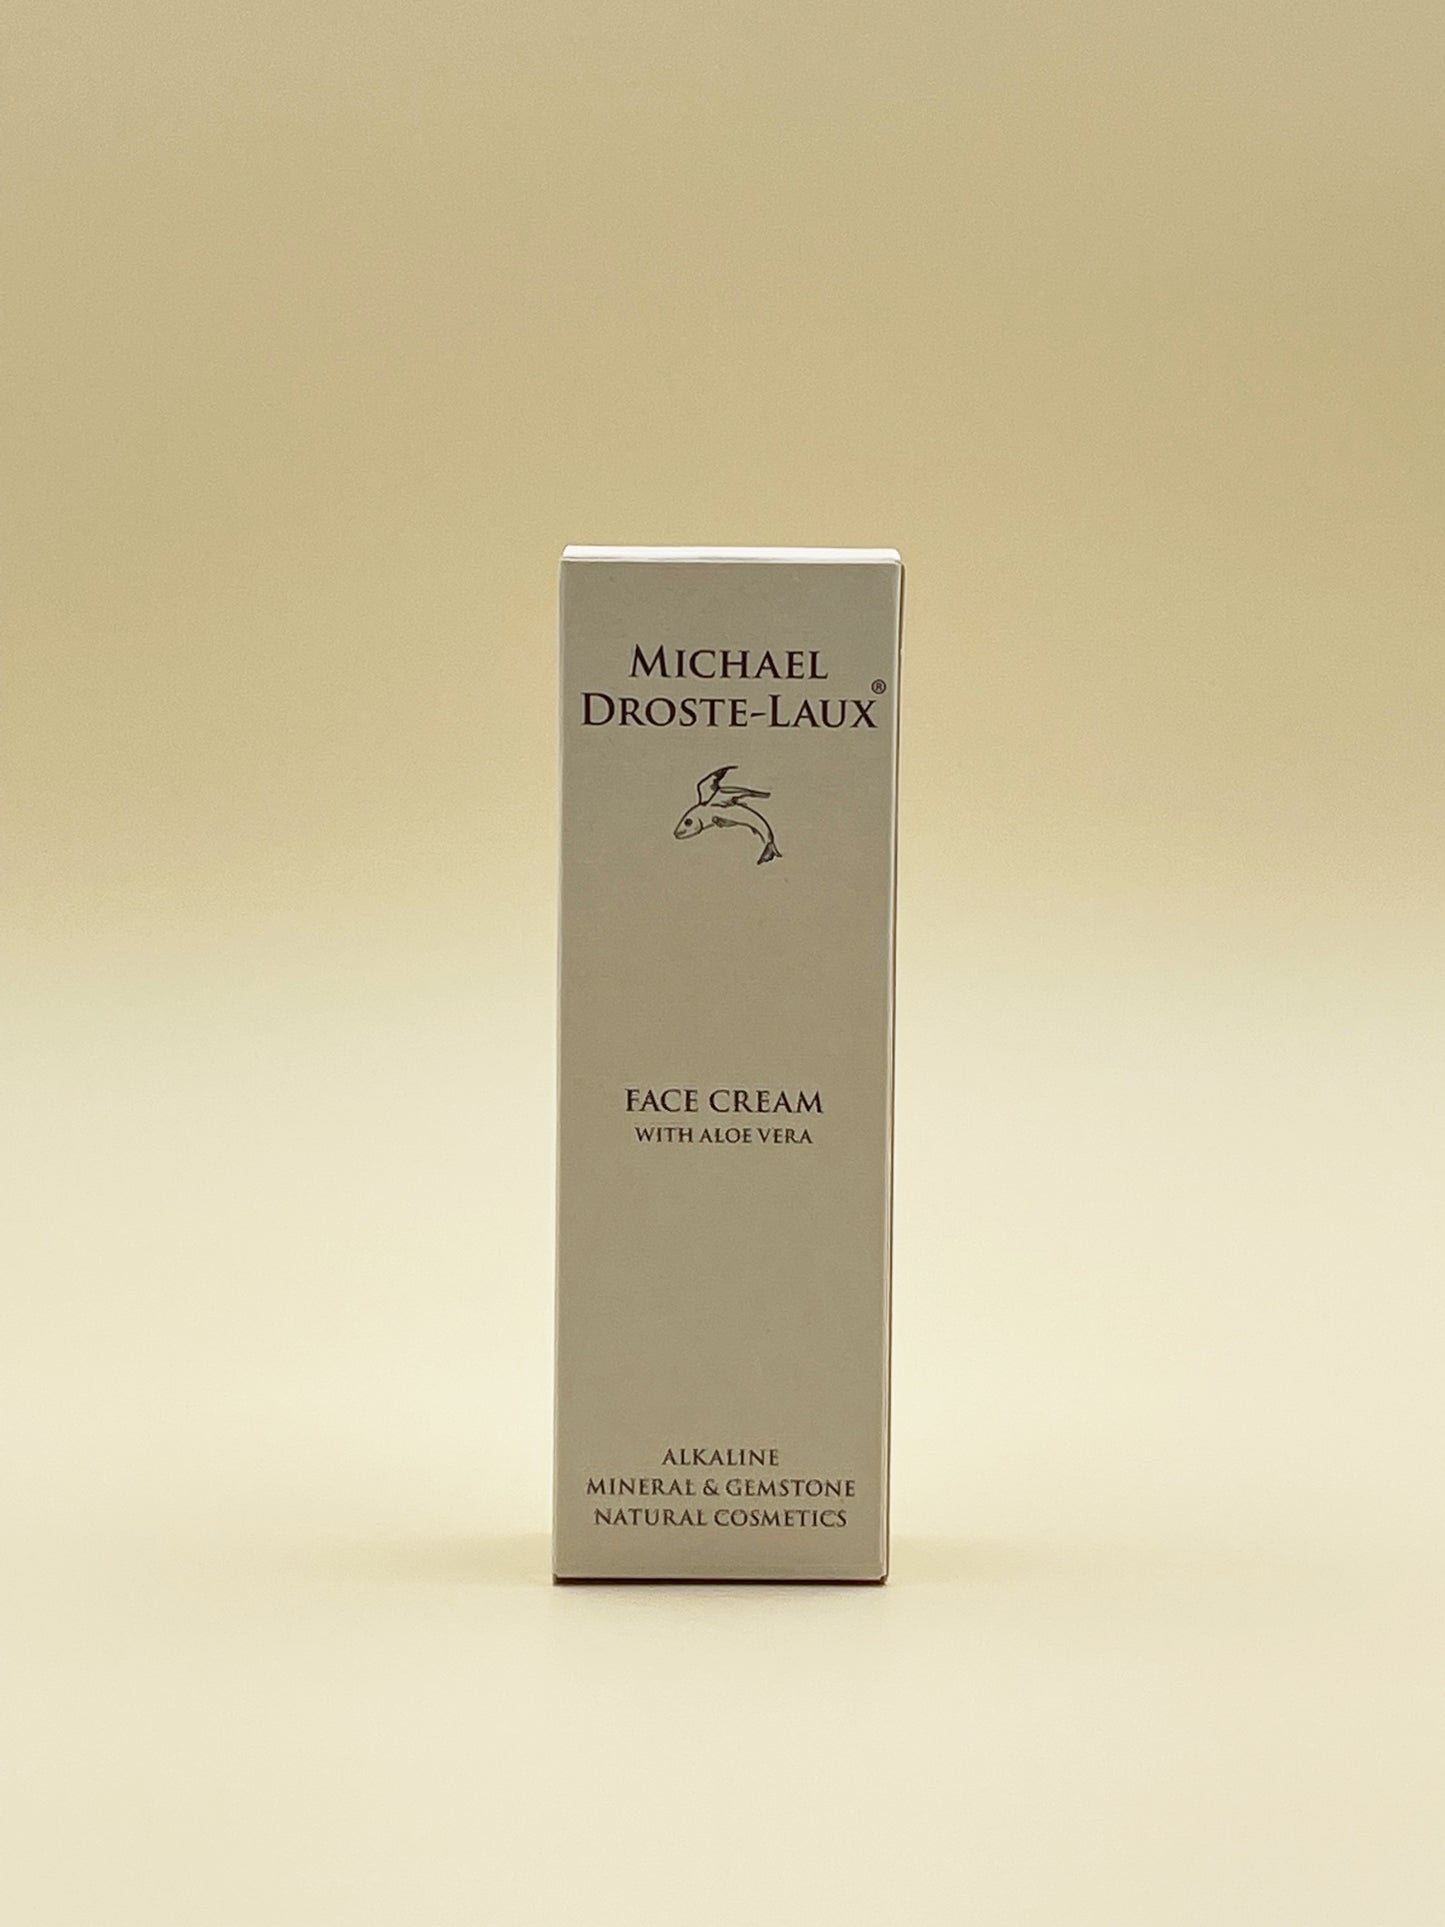 MICHAEL
DROSTE-LAUX®
FACE CREAM
WITH ALOE VERA
ALKALINE
MINERAL & GEMSTONE
NATURAL COSMETICS